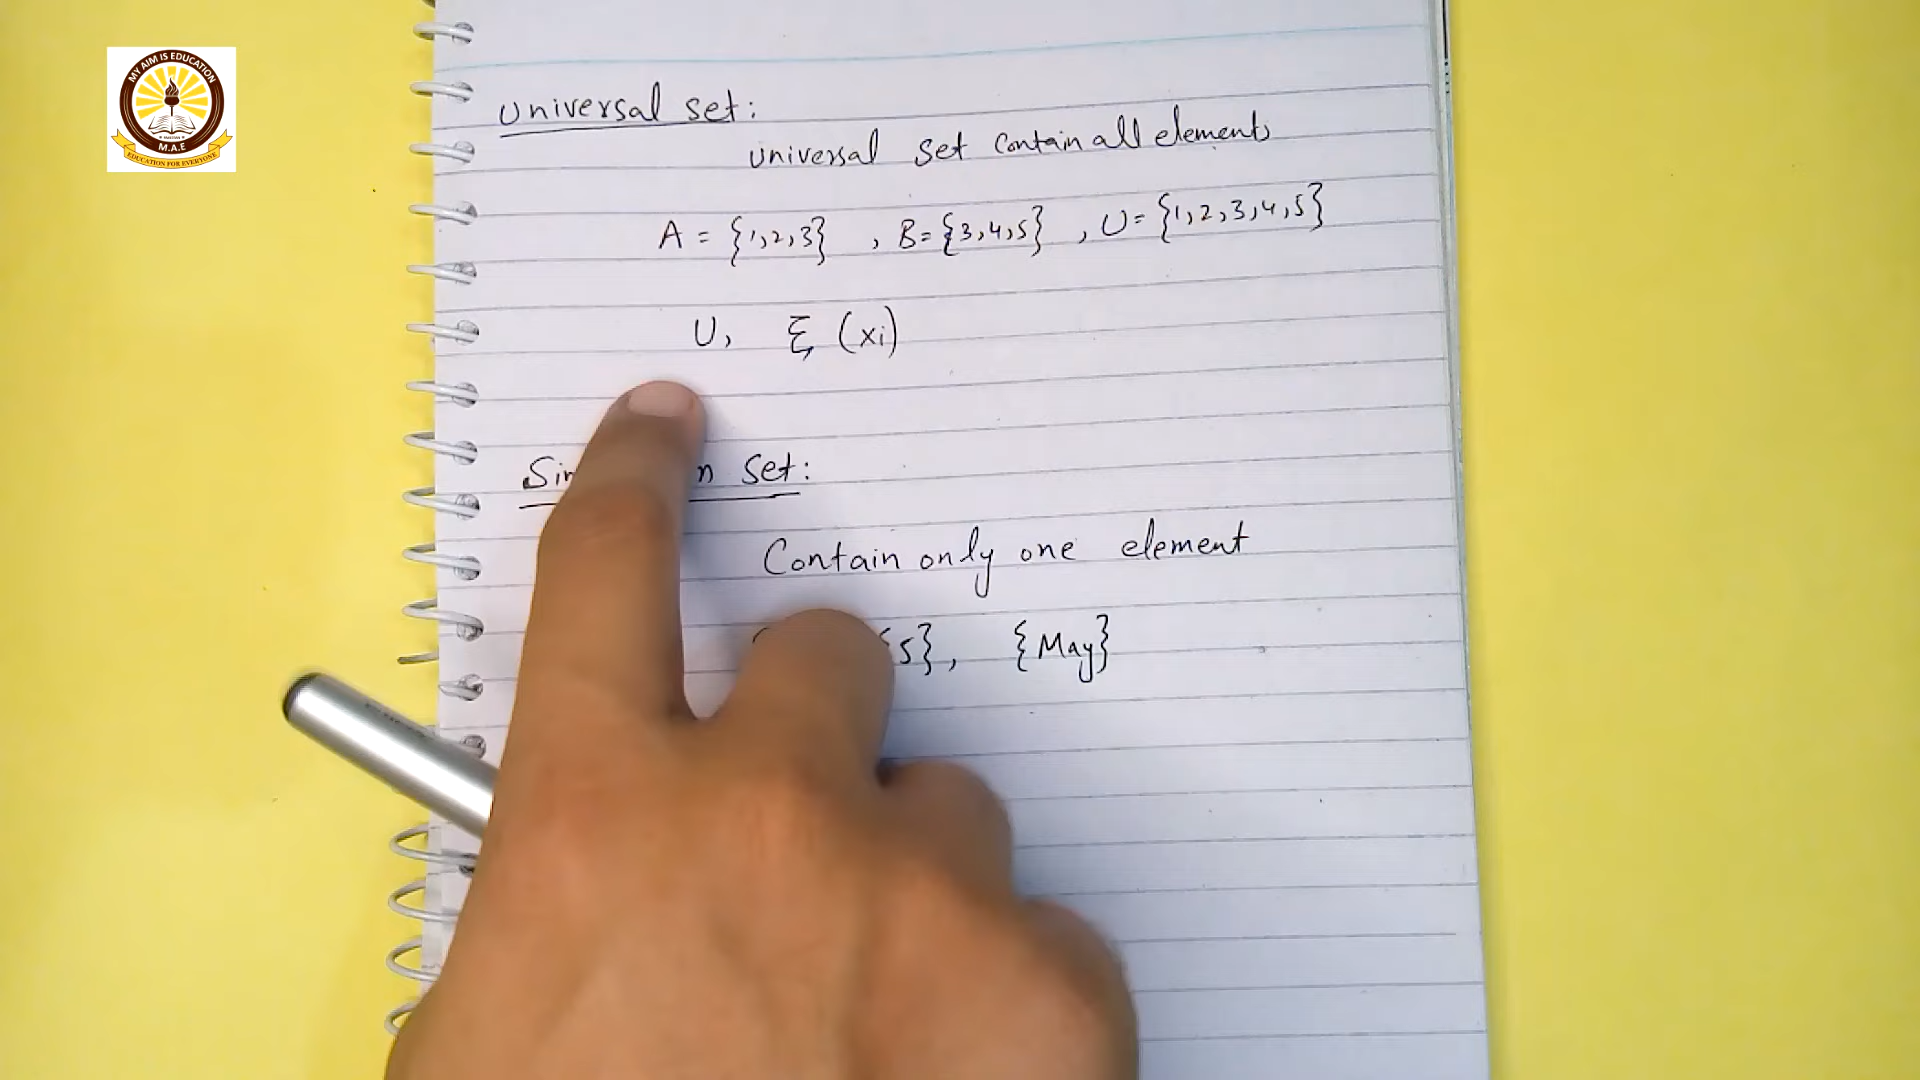 MY AIM IS EDUCATION
M.A.E
EDUCATION FOR EVERYONE
Universal set:
Universal set contain all elements
A = {1,2,3} , B={3,4,5} , U={1,2,3,4,5}
U, ξ (xi)
Set:
Contain only one element
{5}, {May}